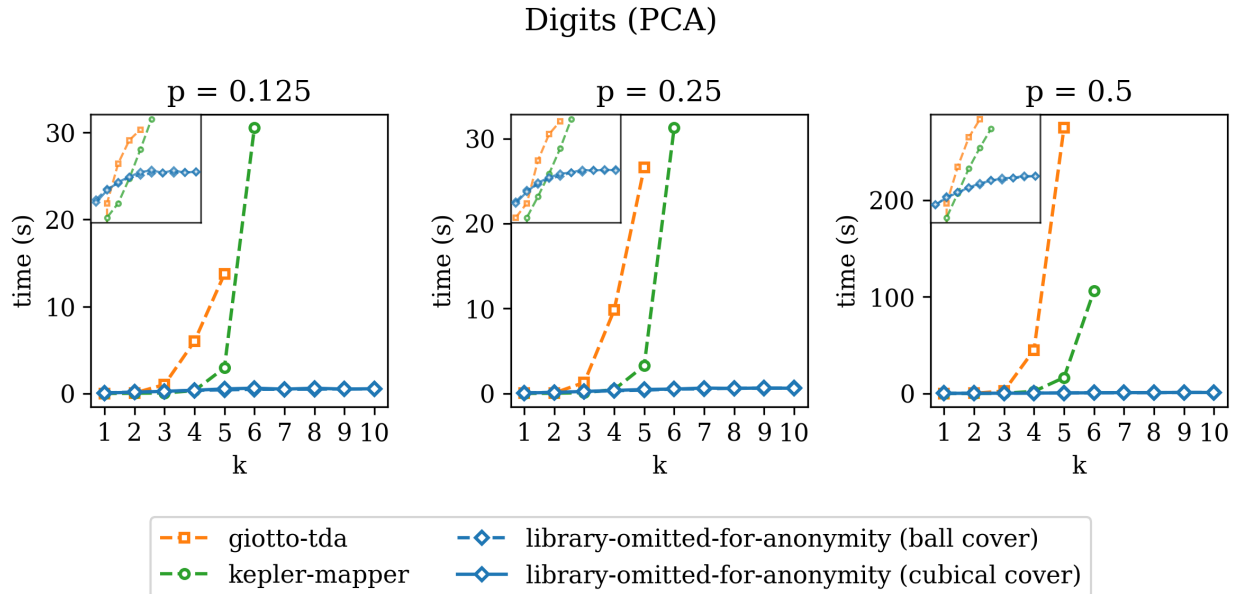 Digits (PCA)
p = 0.125
30
20
10
0
time (s)
1 2 3 4 5 6 7 8 9 10
k
p = 0.25
30
20
10
0
time (s)
1 2 3 4 5 6 7 8 9 10
k
p = 0.5
200
100
0
time (s)
1 2 3 4 5 6 7 8 9 10
k
giotto-tda
kepler-mapper
library-omitted-for-anonymity (ball cover)
library-omitted-for-anonymity (cubical cover)